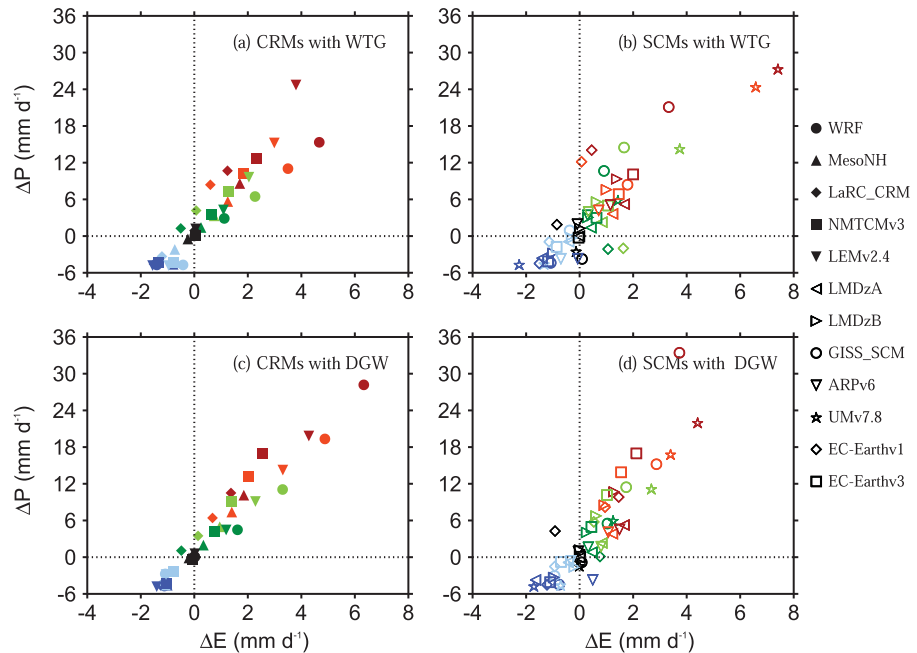 (a) CRMs with WTG
ΔP (mm d-1)
36
30
24
18
12
6
0
-6
-4 -2 0 2 4 6 8
(b) SCMs with WTG
36
30
24
18
12
6
0
-6
-4 -2 0 2 4 6 8
(c) CRMs with DGW
ΔP (mm d-1)
36
30
24
18
12
6
0
-6
-4 -2 0 2 4 6 8
ΔE (mm d-1)
(d) SCMs with DGW
36
30
24
18
12
6
0
-6
-4 -2 0 2 4 6 8
ΔE (mm d-1)
WRF
MesoNH
LaRC_CRM
NMTCMv3
LEMv2.4
LMDzA
LMDzB
GISS_SCM
ARPv6
UMv7.8
EC-Earthv1
EC-Earthv3